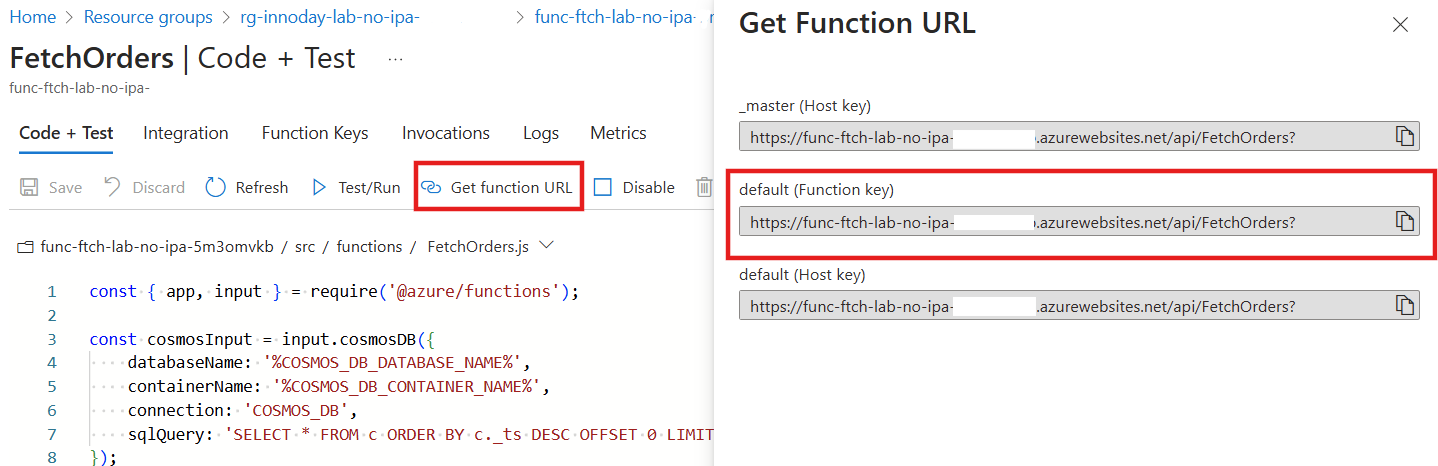 Home > Resource groups > rg-innoday-lab-no-ipa- > func-ftch-lab-no-ipa-
FetchOrders | Code + Test ...
func-ftch-lab-no-ipa-
Code + Test Integration Function Keys Invocations Logs Metrics
Save Discard Refresh Test/Run Get function URL Disable
func-ftch-lab-no-ipa-5m3omvkb / src / functions / FetchOrders.js
1 const { app, input } = require('@azure/functions');
2
3 const cosmosInput = input.cosmosDB({
4 databaseName: '%COSMOS_DB_DATABASE_NAME%',
5 containerName: '%COSMOS_DB_CONTAINER_NAME%',
6 connection: 'COSMOS_DB',
7 sqlQuery: 'SELECT * FROM c ORDER BY c._ts DESC OFFSET 0 LIMIT
8 });
Get Function URL
_master (Host key)
https://func-ftch-lab-no-ipa- .azurewebsites.net/api/FetchOrders?
default (Function key)
https://func-ftch-lab-no-ipa- .azurewebsites.net/api/FetchOrders?
default (Host key)
https://func-ftch-lab-no-ipa- .azurewebsites.net/api/FetchOrders?